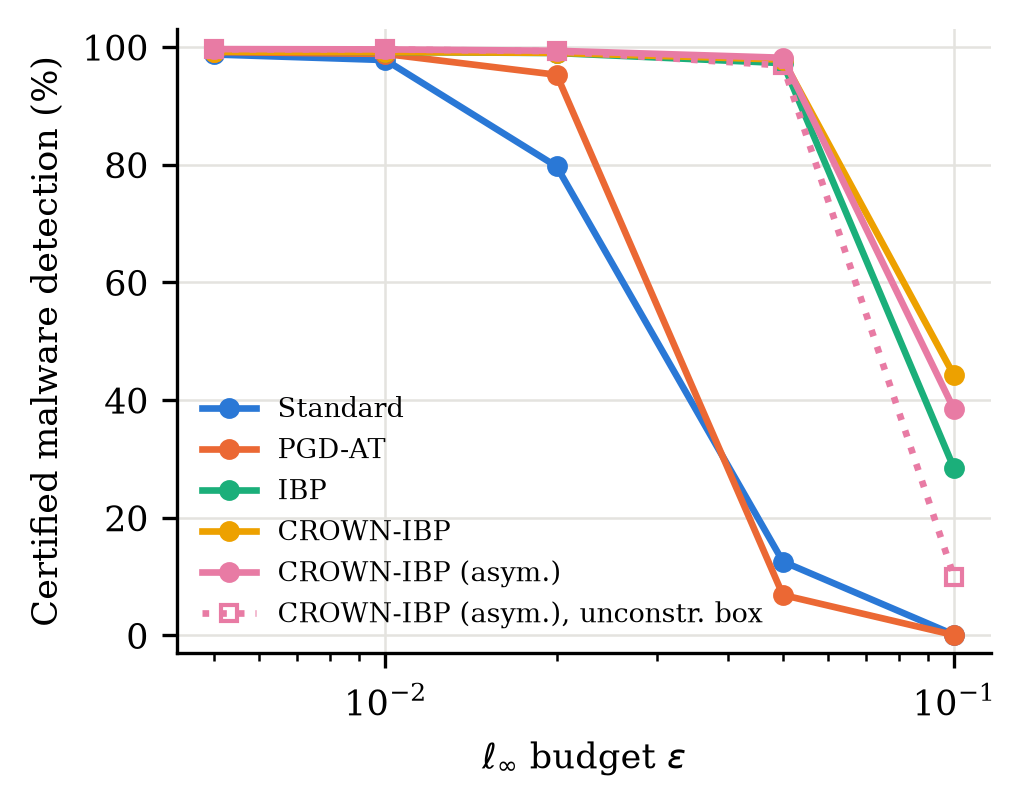 Certified malware detection (%)
100
80
60
40
20
0
Standard
PGD-AT
IBP
CROWN-IBP
CROWN-IBP (asym.)
CROWN-IBP (asym.), unconstr. box
10⁻²
10⁻¹
ℓ∞ budget ε